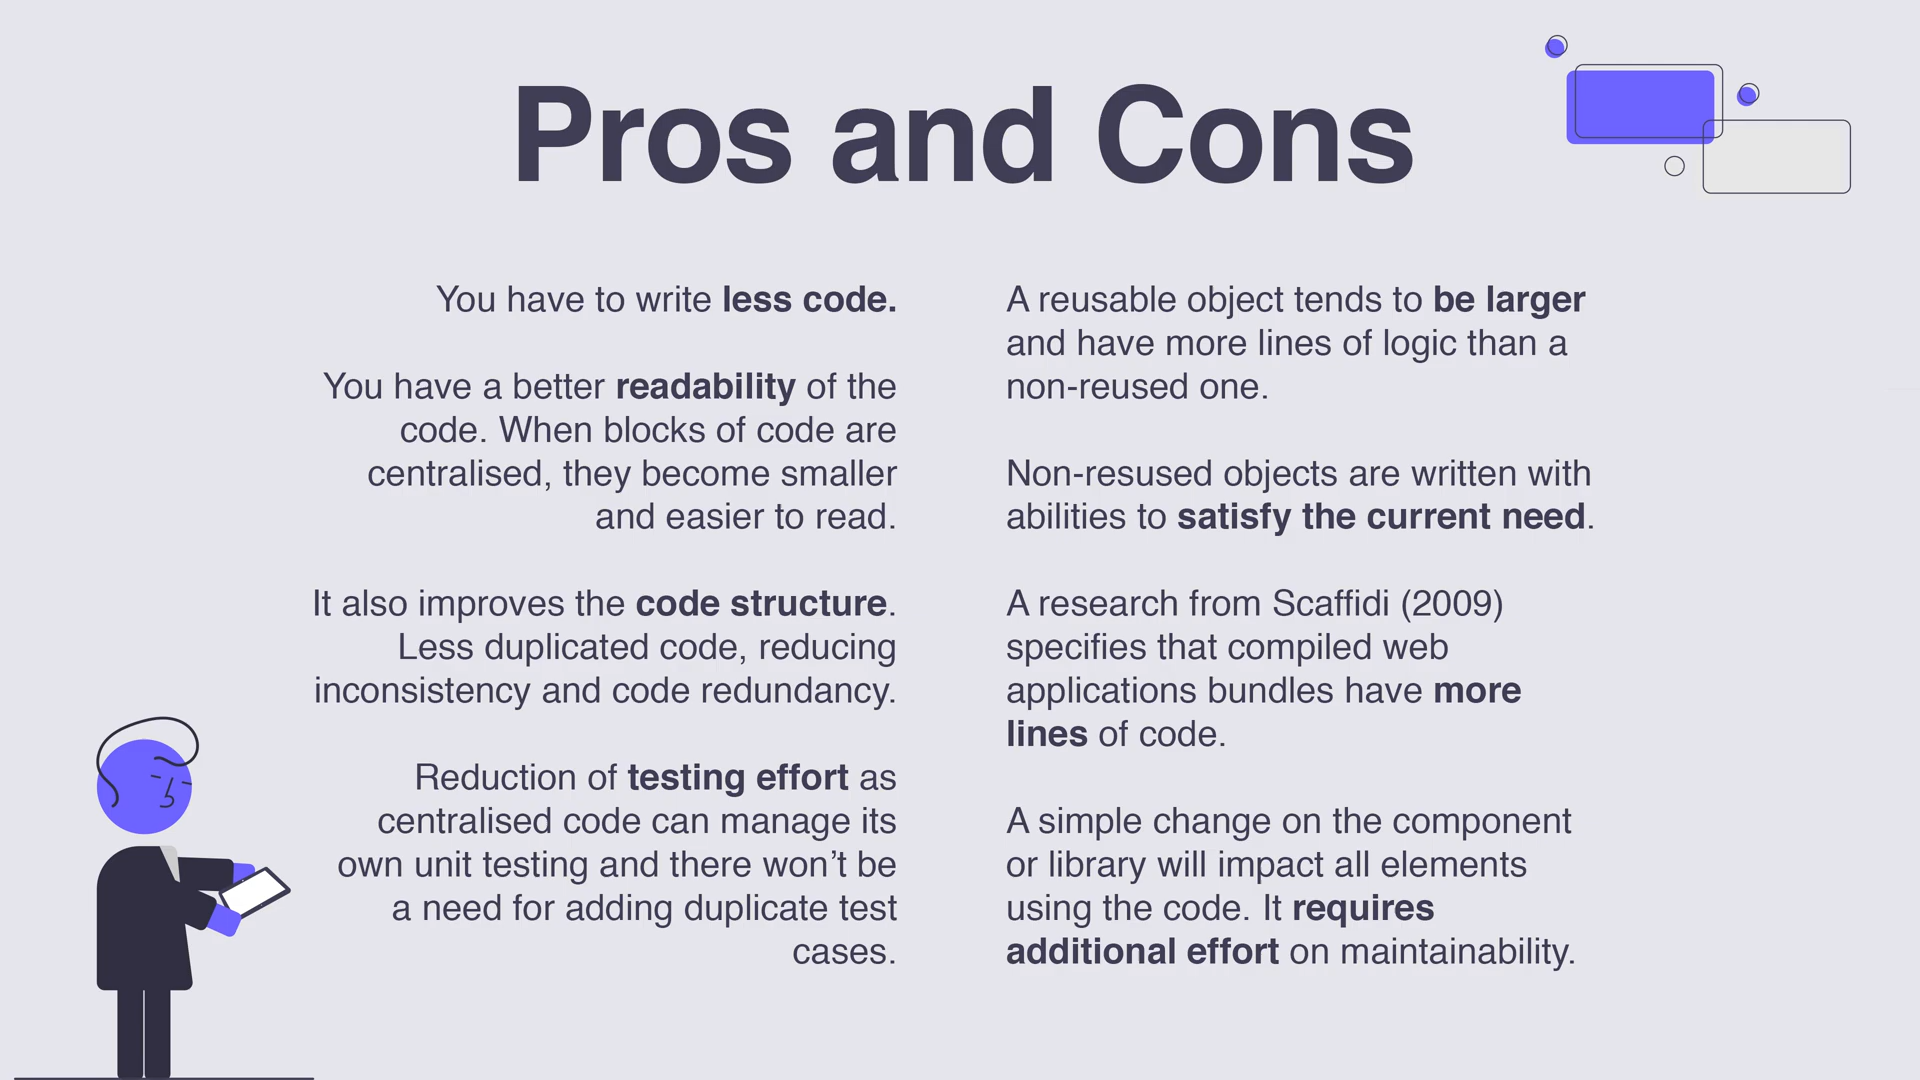 Pros and Cons
You have to write less code.
You have a better readability of the
code. When blocks of code are
centralised, they become smaller
and easier to read.
It also improves the code structure.
Less duplicated code, reducing
inconsistency and code redundancy.
Reduction of testing effort as
centralised code can manage its
own unit testing and there won’t be
a need for adding duplicate test
cases.
A reusable object tends to be larger
and have more lines of logic than a
non-reused one.
Non-resused objects are written with
abilities to satisfy the current need.
A research from Scaffidi (2009)
specifies that compiled web
applications bundles have more
lines of code.
A simple change on the component
or library will impact all elements
using the code. It requires
additional effort on maintainability.